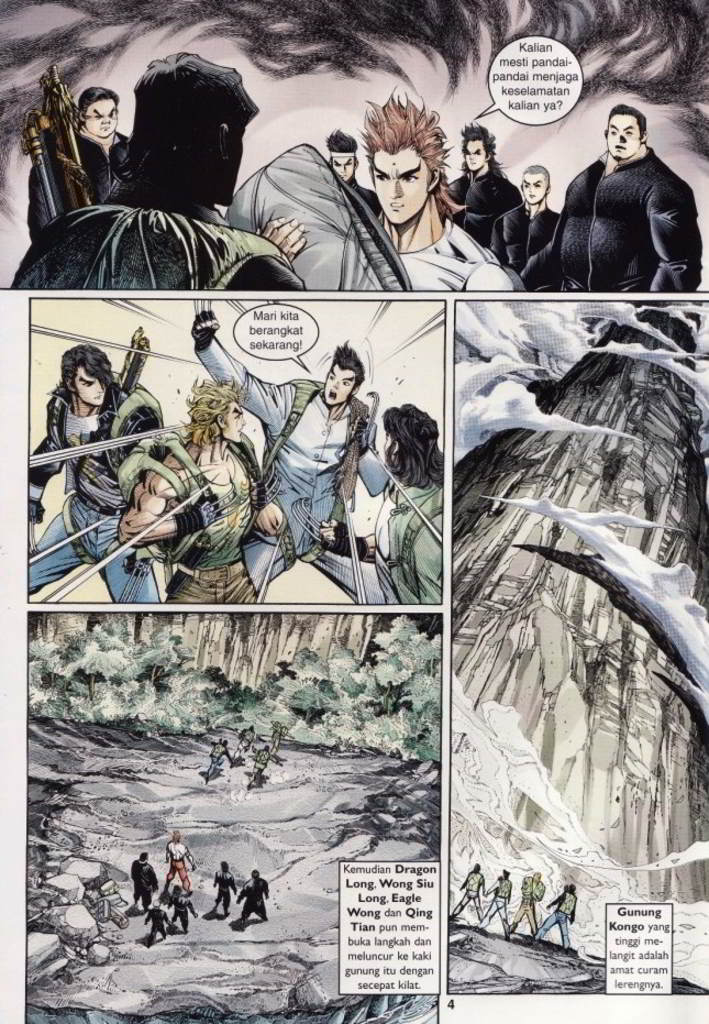 Kalian
mesti pandai-
pandai menjaga
keselamatan
kalian ya?
Mari kita
berangkat
sekarang!
Kemudian Dragon
Long, Wong Siu
Long, Eagle
Wong dan Qing
Tian pun mem-
buka langkah dan
meluncur ke kaki
gunung itu dengan
secepat kilat.
Gunung
Kongo yang
tinggi me-
langit adalah
amat curam
lerengnya.
4